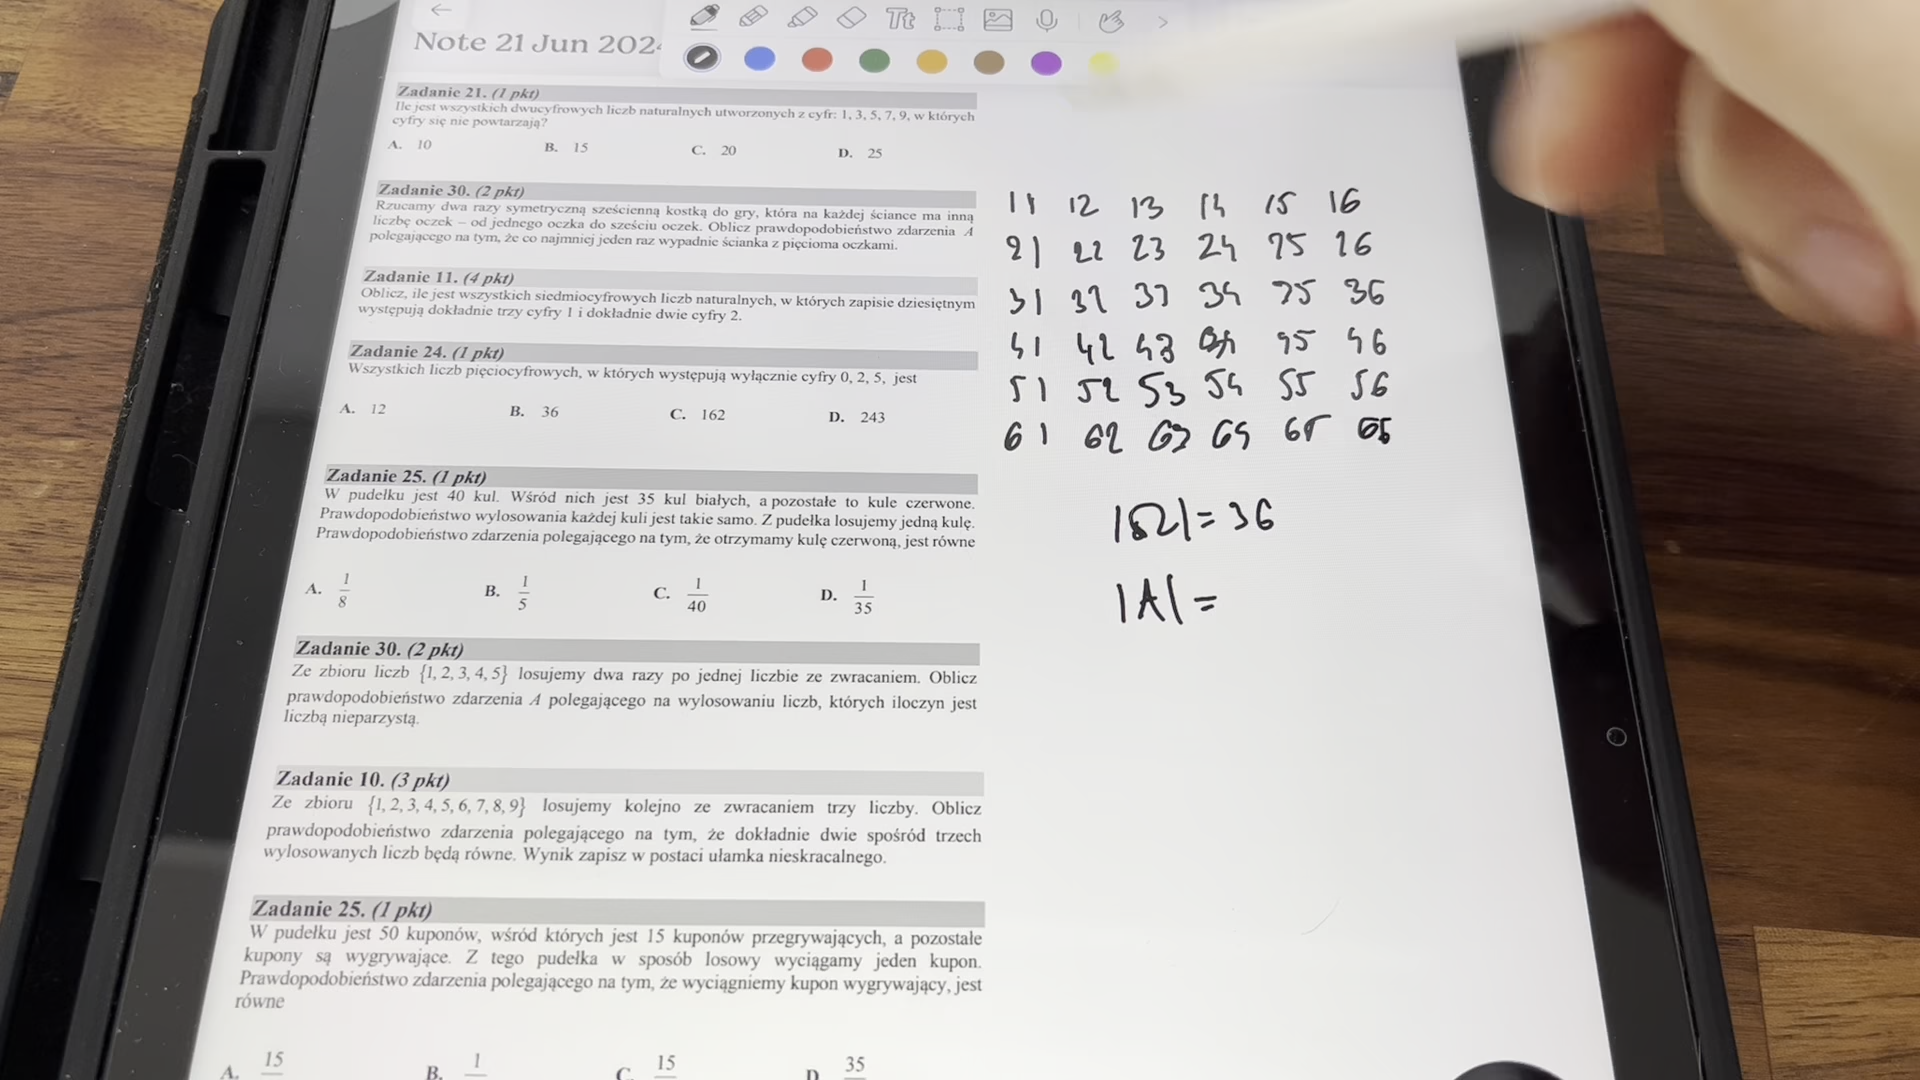 Note 21 Jun 202
Tt
Zadanie 21. (1 pkt)
Ile jest wszystkich dwucyfrowych liczb naturalnych utworzonych z cyfr: 1, 3, 5, 7, 9, w których
cyfry się nie powtarzają?
A. 10 B. 15 C. 20 D. 25
Zadanie 30. (2 pkt)
Rzucamy dwa razy symetryczną sześcienną kostką do gry, która na każdej ściance ma inną
liczbę oczek – od jednego oczka do sześciu oczek. Oblicz prawdopodobieństwo zdarzenia A
polegającego na tym, że co najmniej jeden raz wypadnie ścianka z pięcioma oczkami.
Zadanie 11. (4 pkt)
Oblicz, ile jest wszystkich siedmiocyfrowych liczb naturalnych, w których zapisie dziesiętnym
występują dokładnie trzy cyfry 1 i dokładnie dwie cyfry 2.
Zadanie 24. (1 pkt)
Wszystkich liczb pięciocyfrowych, w których występują wyłącznie cyfry 0, 2, 5, jest
A. 12 B. 36 C. 162 D. 243
Zadanie 25. (1 pkt)
W pudełku jest 40 kul. Wśród nich jest 35 kul białych, a pozostałe to kule czerwone.
Prawdopodobieństwo wylosowania każdej kuli jest takie samo. Z pudełka losujemy jedną kulę.
Prawdopodobieństwo zdarzenia polegającego na tym, że otrzymamy kulę czerwoną, jest równe
A. 1/8 B. 1/5 C. 1/40 D. 1/35
Zadanie 30. (2 pkt)
Ze zbioru liczb {1, 2, 3, 4, 5} losujemy dwa razy po jednej liczbie ze zwracaniem. Oblicz
prawdopodobieństwo zdarzenia A polegającego na wylosowaniu liczb, których iloczyn jest
liczbą nieparzystą.
Zadanie 10. (3 pkt)
Ze zbioru {1, 2, 3, 4, 5, 6, 7, 8, 9} losujemy kolejno ze zwracaniem trzy liczby. Oblicz
prawdopodobieństwo zdarzenia polegającego na tym, że dokładnie dwie spośród trzech
wylosowanych liczb będą równe. Wynik zapisz w postaci ułamka nieskracalnego.
Zadanie 25. (1 pkt)
W pudełku jest 50 kuponów, wśród których jest 15 kuponów przegrywających, a pozostałe
kupony są wygrywające. Z tego pudełka w sposób losowy wyciągamy jeden kupon.
Prawdopodobieństwo zdarzenia polegającego na tym, że wyciągniemy kupon wygrywający, jest
równe
A. 15 B. 1 C. 15 D. 35
11 12 13 14 15 16
21 22 23 24 25 26
31 32 33 34 35 36
41 42 43 44 45 46
51 52 53 54 55 56
61 62 63 64 65 66
|Ω| = 36
|A| =